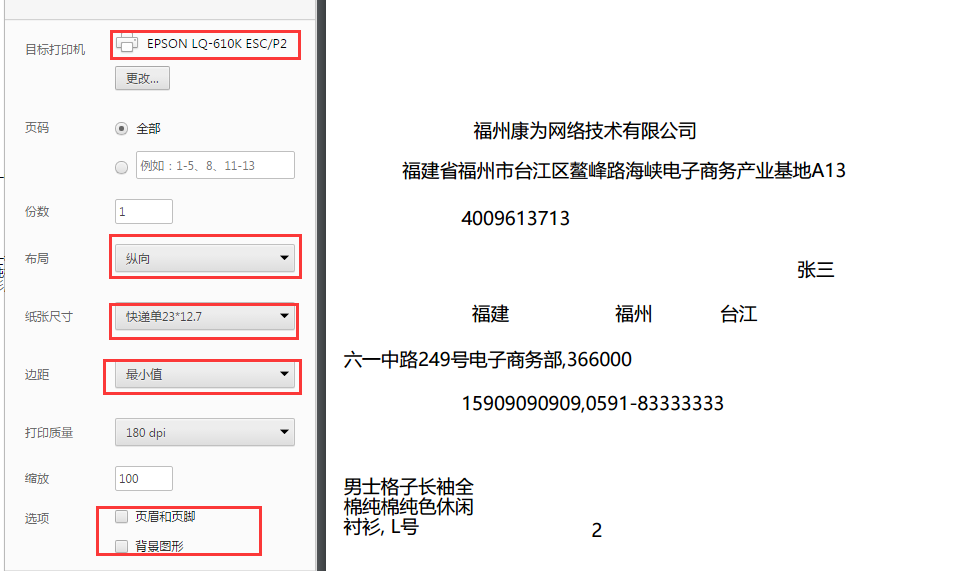 目标打印机
EPSON LQ-610K ESC/P2
更改...
页码
全部
例如：1-5、8、11-13
份数
1
布局
纵向
纸张尺寸
快递单23*12.7
边距
最小值
打印质量
180 dpi
缩放
100
选项
页眉和页脚
背景图形
福州康为网络技术有限公司
福建省福州市台江区鳌峰路海峡电子商务产业基地A13
4009613713
张三
福建 福州 台江
六一中路249号电子商务部,366000
15909090909,0591-83333333
男士格子长袖全
棉纯棉纯色休闲
衬衫, L号
2